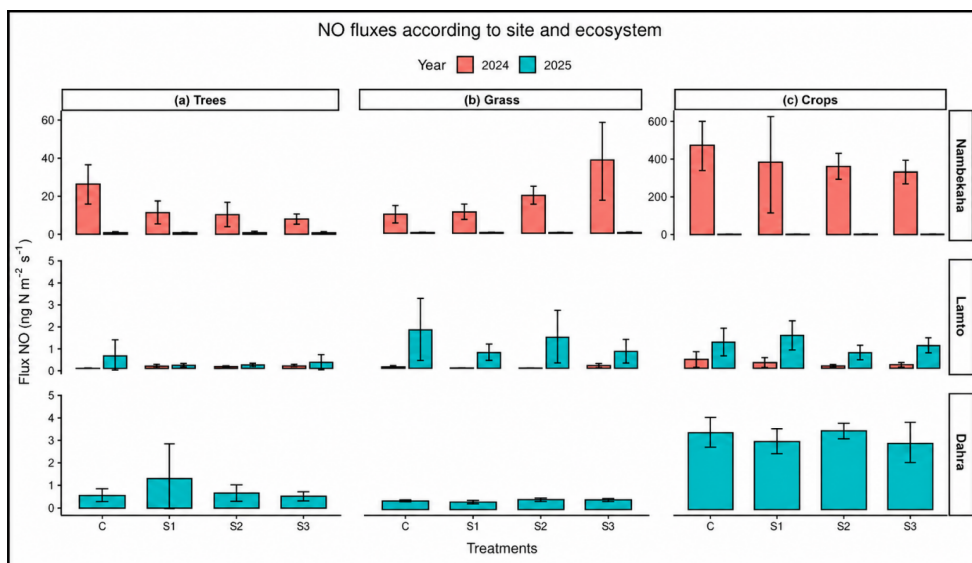 NO fluxes according to site and ecosystem
Year 2024 2025
(a) Trees (b) Grass (c) Crops
Flux NO (ng N m⁻² s⁻¹)
60
40
20
0
600
400
200
0
Nambekaha
5
4
3
2
1
0
Lamto
5
4
3
2
1
0
Dahra
C S1 S2 S3 C S1 S2 S3 C S1 S2 S3
Treatments